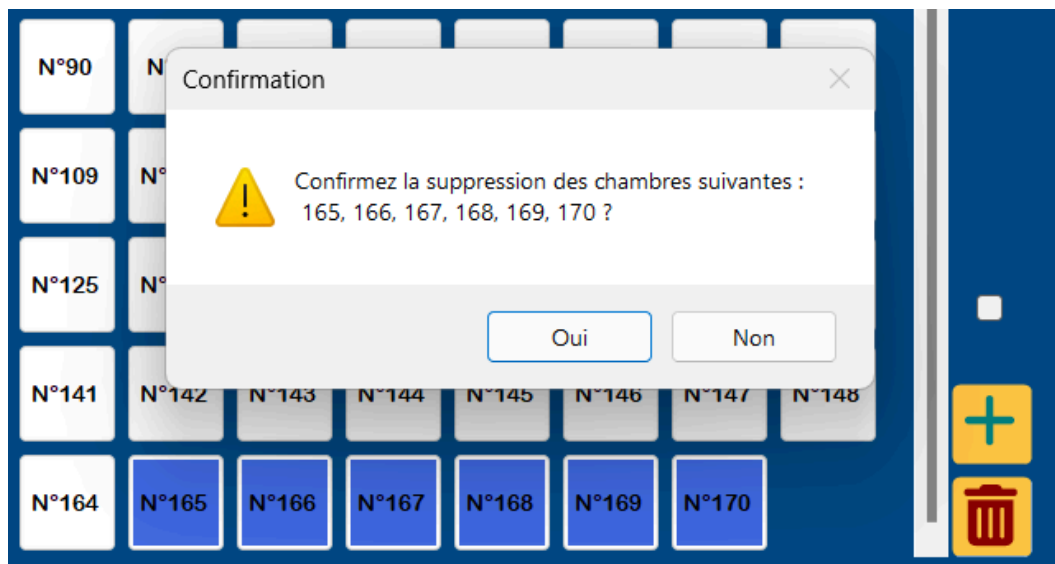 N°90
Confirmation
N°109
Confirmez la suppression des chambres suivantes :
165, 166, 167, 168, 169, 170 ?
N°125
Oui Non
N°141 N°142 N°143 N°144 N°145 N°146 N°147 N°148
N°164 N°165 N°166 N°167 N°168 N°169 N°170